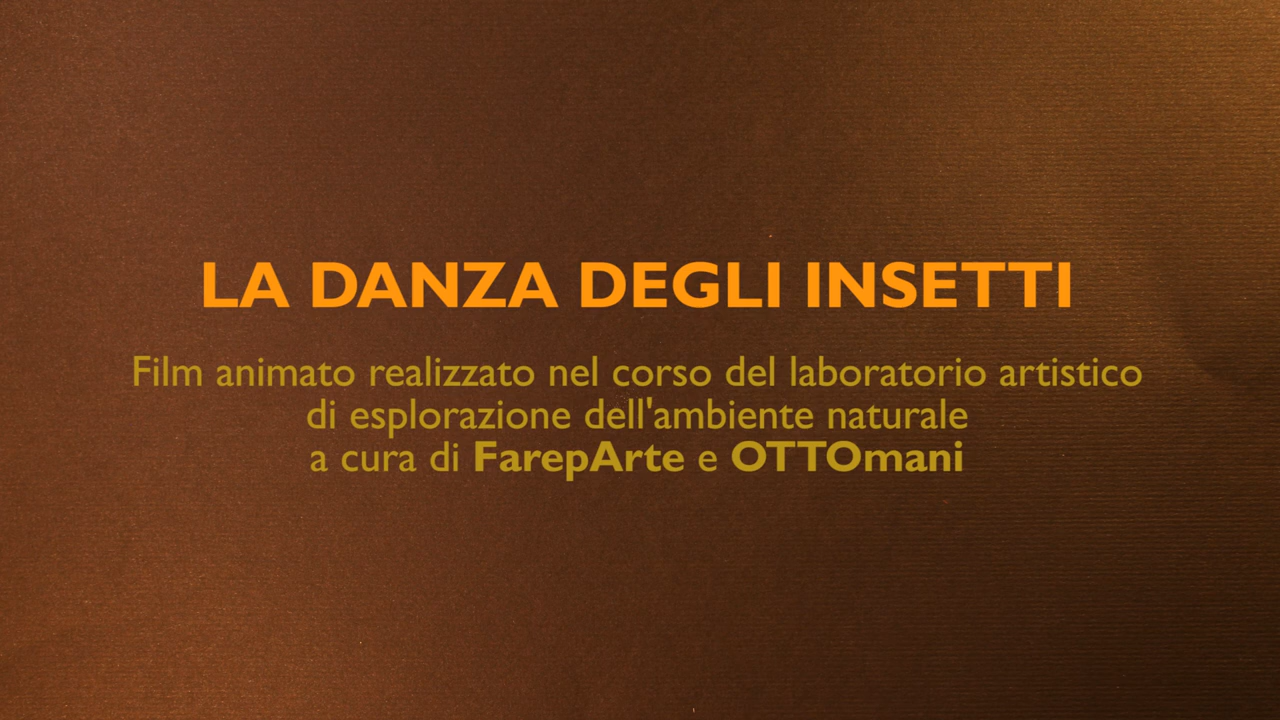 LA DANZA DEGLI INSETTI
Film animato realizzato nel corso del laboratorio artistico
di esplorazione dell'ambiente naturale
a cura di FarepArte e OTTOmani